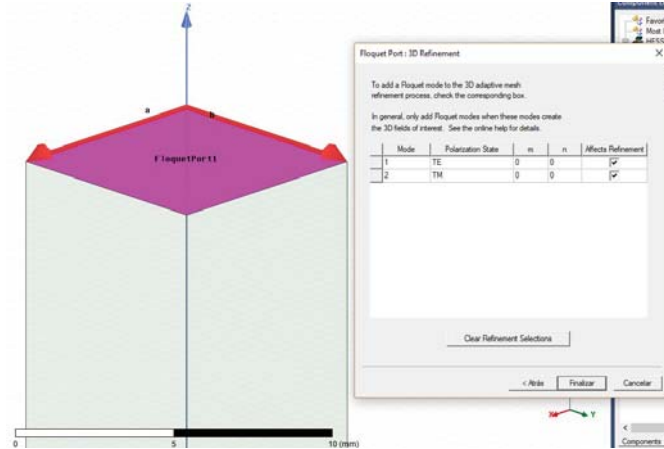 Z
a
b
FloquetPort1
0
5
10 (mm)
Floquet Port : 3D Refinement
To add a Floquet mode to the 3D adaptive mesh
refinement process, check the corresponding box.
In general, only add Floquet modes when these modes create
the 3D fields of interest. See the online help for details.
Mode Polarization State m n Affects Refinement
1 TE 0 0
2 TM 0 0
Clear Refinement Selections
< Atrás Finalizar Cancelar
X Y
Favor
Most
Components